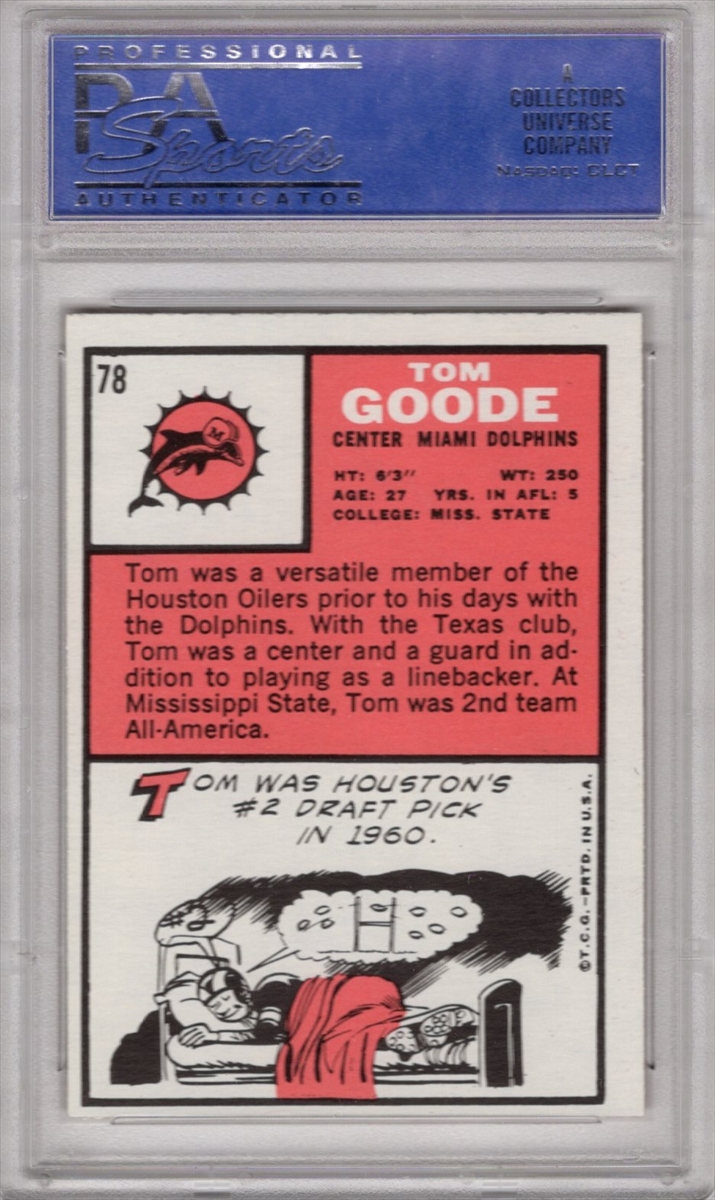 PROFESSIONAL
PSA
Sports
AUTHENTICATOR
A
COLLECTORS
UNIVERSE
COMPANY
NASDAQ: CLCT
78
M
TOM
GOODE
CENTER MIAMI DOLPHINS
HT: 6'3" WT: 250
AGE: 27 YRS. IN AFL: 5
COLLEGE: MISS. STATE
Tom was a versatile member of the
Houston Oilers prior to his days with
the Dolphins. With the Texas club,
Tom was a center and a guard in ad-
dition to playing as a linebacker. At
Mississippi State, Tom was 2nd team
All-America.
TOM WAS HOUSTON'S
#2 DRAFT PICK
IN 1960.
#2
© T.C.G.–PRTD. IN U.S.A.